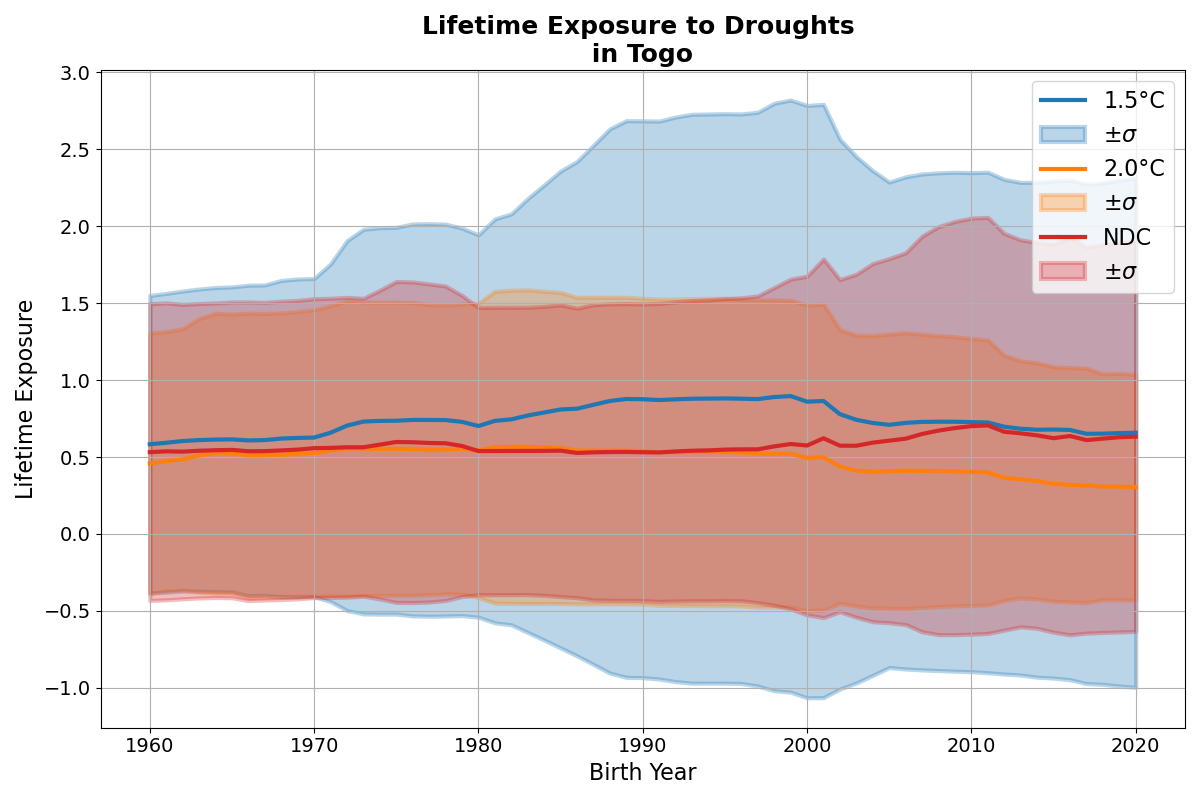 Lifetime Exposure to Droughts
in Togo
3.0
2.5
2.0
1.5
1.0
0.5
0.0
−0.5
−1.0
Lifetime Exposure
1960
1970
1980
1990
2000
2010
2020
Birth Year
1.5°C
±σ
2.0°C
±σ
NDC
±σ